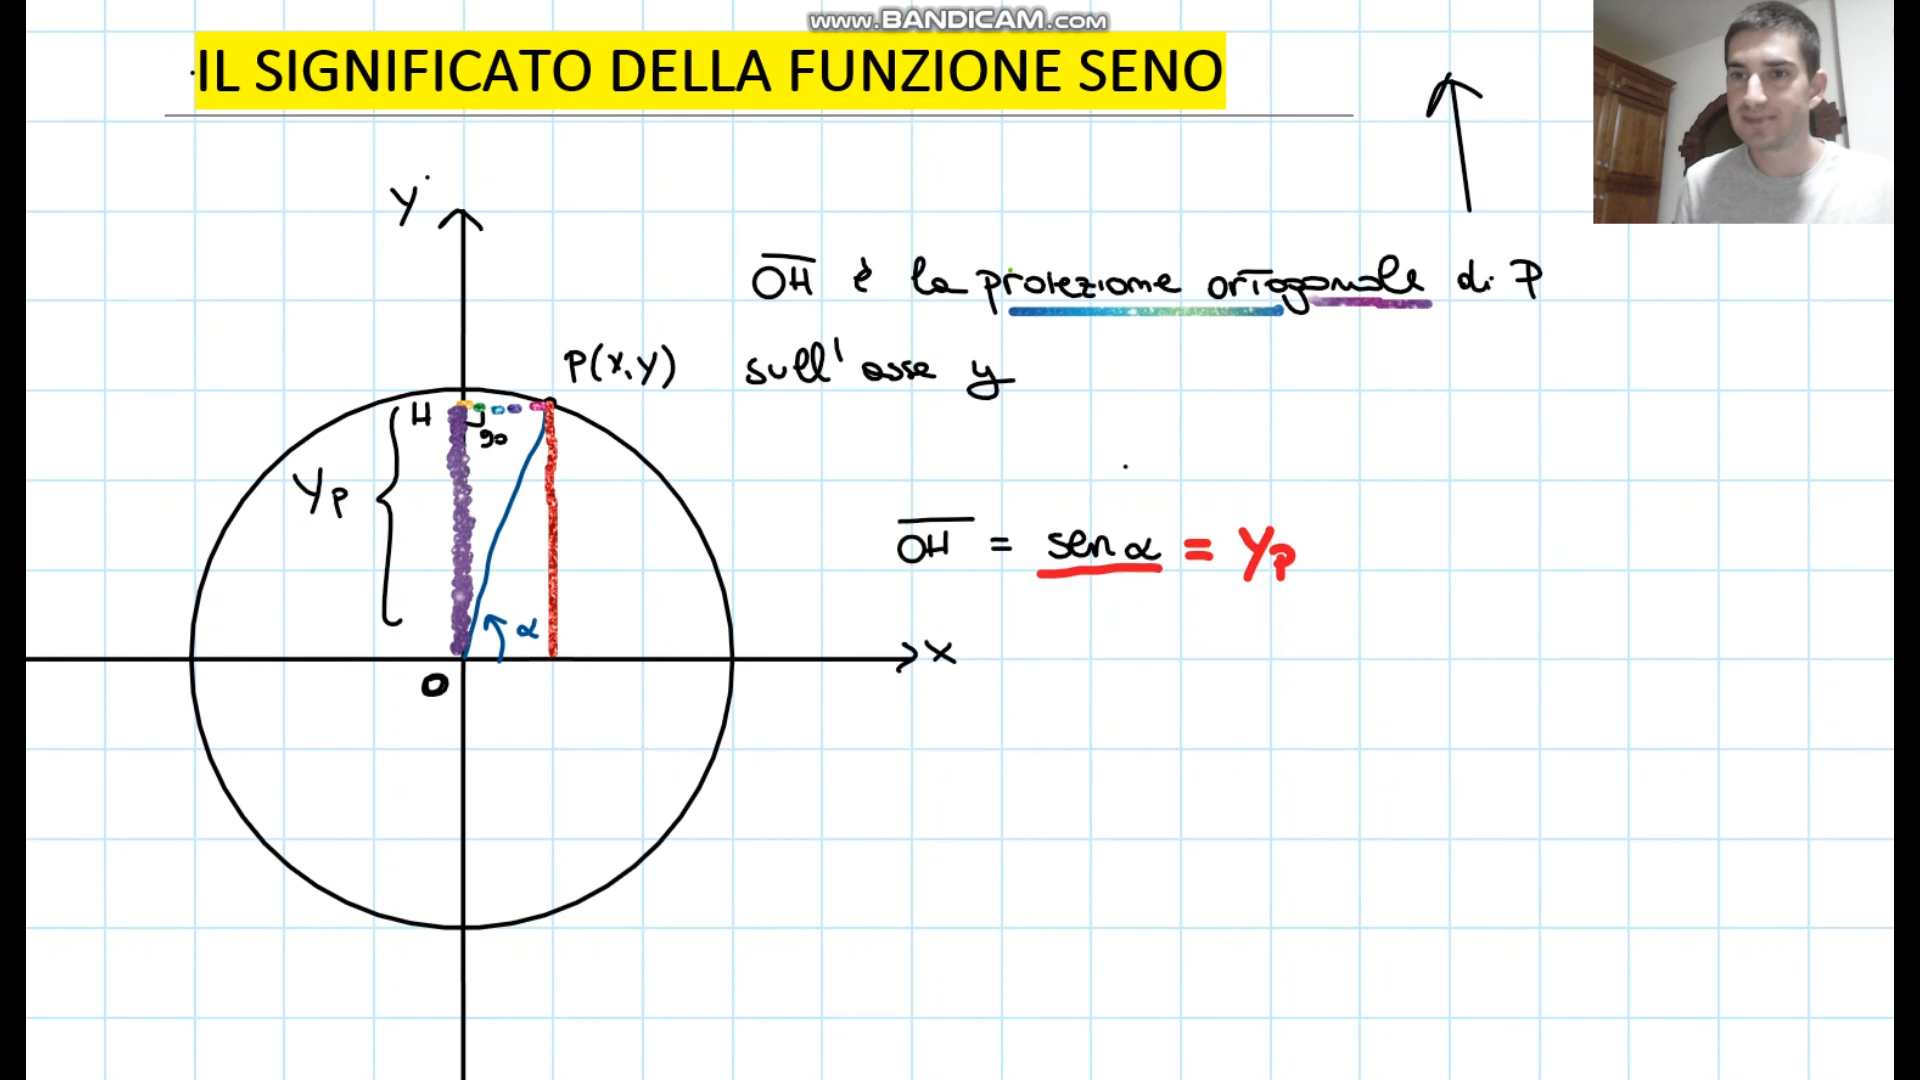 www.BANDICAM.com
IL SIGNIFICATO DELLA FUNZIONE SENO
y
OH è la proiezione ortogonale di P
P(x,y) sull'asse y
H
90
yp
OH = sen α = yp
α
x
O